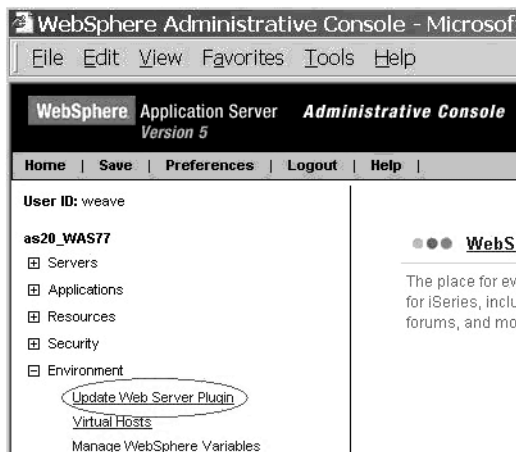 WebSphere Administrative Console - Microsof
File Edit View Favorites Tools Help
WebSphere Application Server Administrative Console
Version 5
Home | Save | Preferences | Logout | Help |
User ID: weave
as20_WAS77
Servers
Applications
Resources
Security
Environment
Update Web Server Plugin
Virtual Hosts
Manage WebSphere Variables
WebS
The place for ev
for iSeries, inclu
forums, and mo